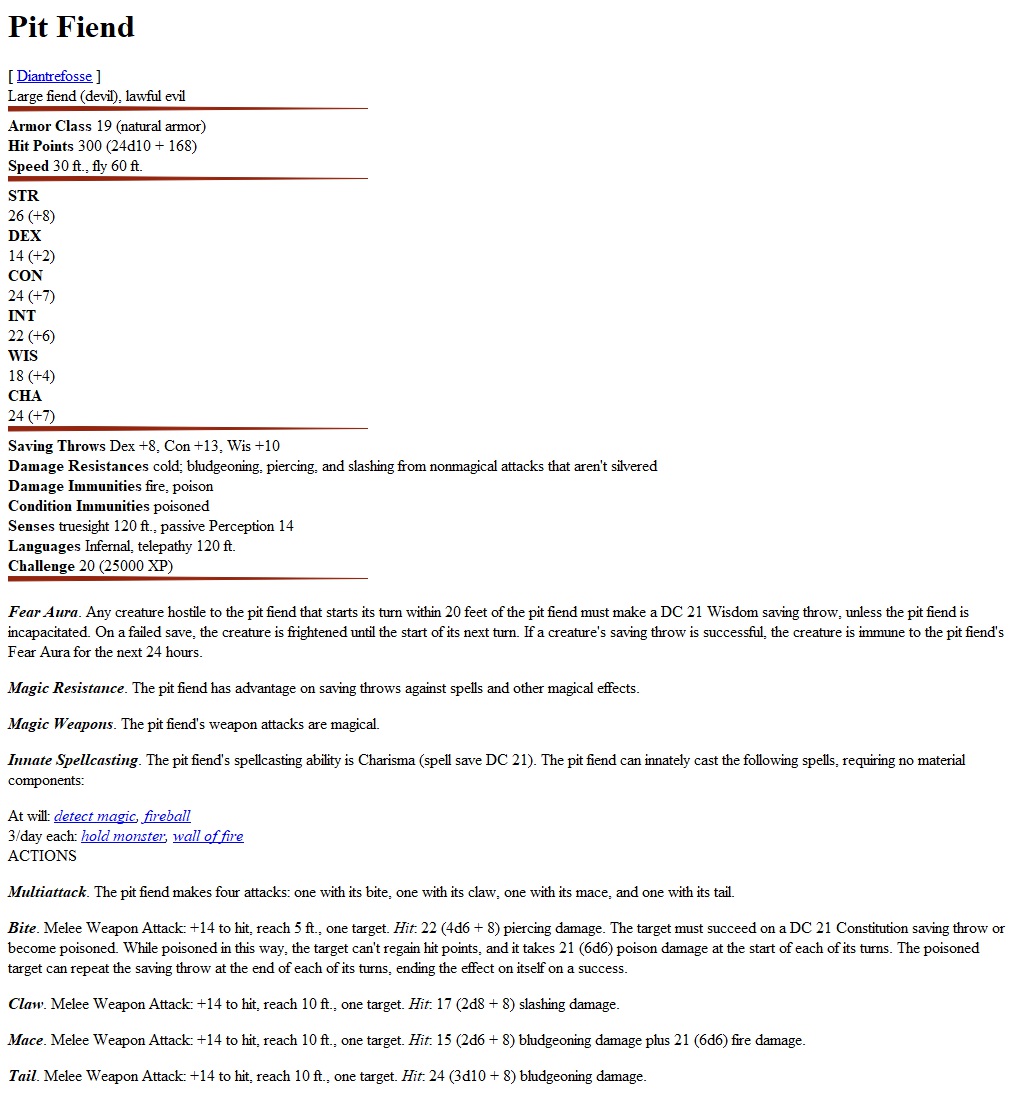 Pit Fiend
[ Diantrefosse ]
Large fiend (devil), lawful evil
Armor Class 19 (natural armor)
Hit Points 300 (24d10 + 168)
Speed 30 ft., fly 60 ft.
STR
26 (+8)
DEX
14 (+2)
CON
24 (+7)
INT
22 (+6)
WIS
18 (+4)
CHA
24 (+7)
Saving Throws Dex +8, Con +13, Wis +10
Damage Resistances cold; bludgeoning, piercing, and slashing from nonmagical attacks that aren't silvered
Damage Immunities fire, poison
Condition Immunities poisoned
Senses truesight 120 ft., passive Perception 14
Languages Infernal, telepathy 120 ft.
Challenge 20 (25000 XP)
Fear Aura. Any creature hostile to the pit fiend that starts its turn within 20 feet of the pit fiend must make a DC 21 Wisdom saving throw, unless the pit fiend is
incapacitated. On a failed save, the creature is frightened until the start of its next turn. If a creature's saving throw is successful, the creature is immune to the pit fiend's
Fear Aura for the next 24 hours.
Magic Resistance. The pit fiend has advantage on saving throws against spells and other magical effects.
Magic Weapons. The pit fiend's weapon attacks are magical.
Innate Spellcasting. The pit fiend's spellcasting ability is Charisma (spell save DC 21). The pit fiend can innately cast the following spells, requiring no material
components:
At will: detect magic, fireball
3/day each: hold monster, wall of fire
ACTIONS
Multiattack. The pit fiend makes four attacks: one with its bite, one with its claw, one with its mace, and one with its tail.
Bite. Melee Weapon Attack: +14 to hit, reach 5 ft., one target. Hit: 22 (4d6 + 8) piercing damage. The target must succeed on a DC 21 Constitution saving throw or
become poisoned. While poisoned in this way, the target can't regain hit points, and it takes 21 (6d6) poison damage at the start of each of its turns. The poisoned
target can repeat the saving throw at the end of each of its turns, ending the effect on itself on a success.
Claw. Melee Weapon Attack: +14 to hit, reach 10 ft., one target. Hit: 17 (2d8 + 8) slashing damage.
Mace. Melee Weapon Attack: +14 to hit, reach 10 ft., one target. Hit: 15 (2d6 + 8) bludgeoning damage plus 21 (6d6) fire damage.
Tail. Melee Weapon Attack: +14 to hit, reach 10 ft., one target. Hit: 24 (3d10 + 8) bludgeoning damage.